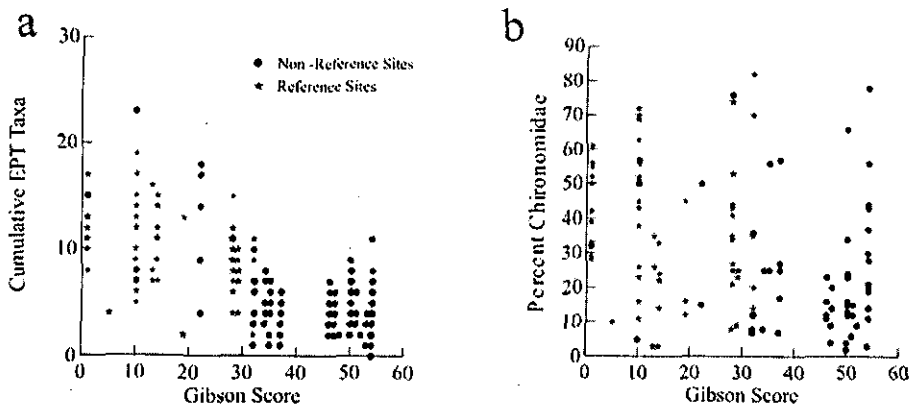 a
30
20
10
0
Cumulative EPT Taxa
Non -Reference Sites
Reference Sites
0 10 20 30 40 50 60
Gibson Score
b
90
80
70
60
50
40
30
20
10
0
Percent Chironomidae
0 10 20 30 40 50 60
Gibson Score